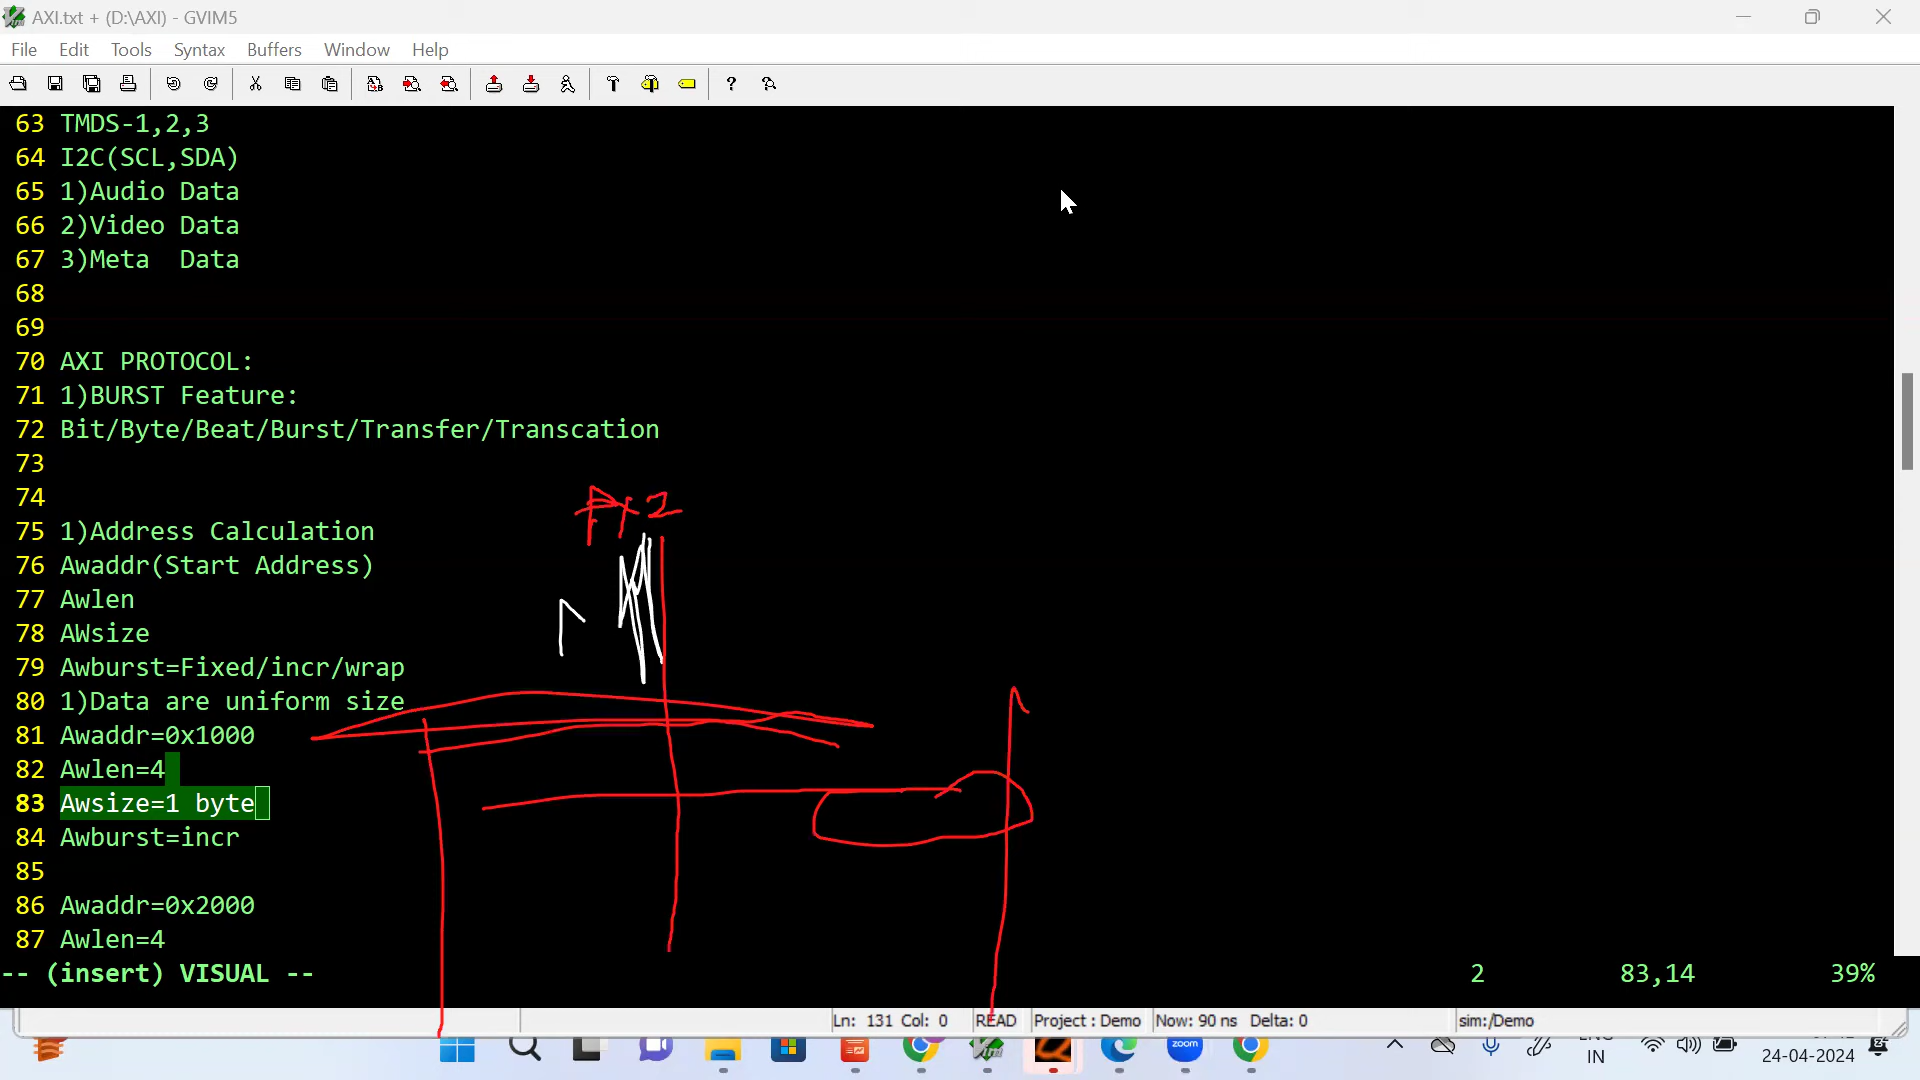 AXI.txt + (D:\AXI) - GVIM5
File Edit Tools Syntax Buffers Window Help
63 TMDS-1,2,3
64 I2C(SCL,SDA)
65 1)Audio Data
66 2)Video Data
67 3)Meta  Data
68
69
70 AXI PROTOCOL:
71 1)BURST Feature:
72 Bit/Byte/Beat/Burst/Transfer/Transcation
73
74
75 1)Address Calculation
76 Awaddr(Start Address)
77 Awlen
78 AWsize
79 Awburst=Fixed/incr/wrap
80 1)Data are uniform size
81 Awaddr=0x1000
82 Awlen=4
83 Awsize=1 byte
84 Awburst=incr
85
86 Awaddr=0x2000
87 Awlen=4
-- (insert) VISUAL -- 2 83,14 39%
Ln: 131 Col: 0 READ Project : Demo Now: 90 ns Delta: 0 sim:/Demo
zoom
IN
24-04-2024